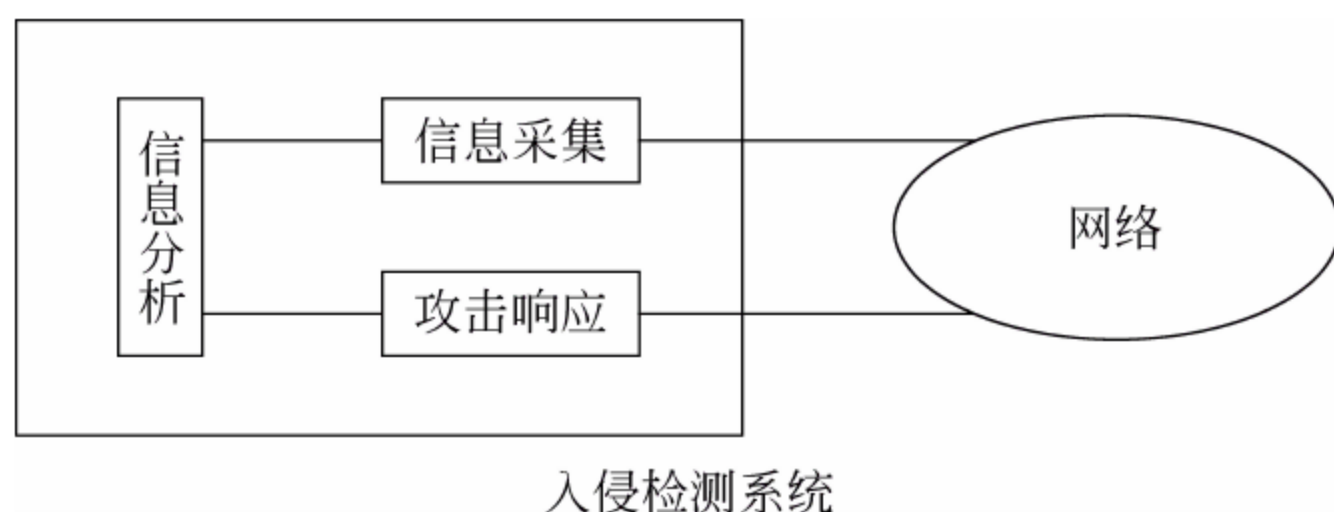 信息分析
信息采集
攻击响应
网络
入侵检测系统